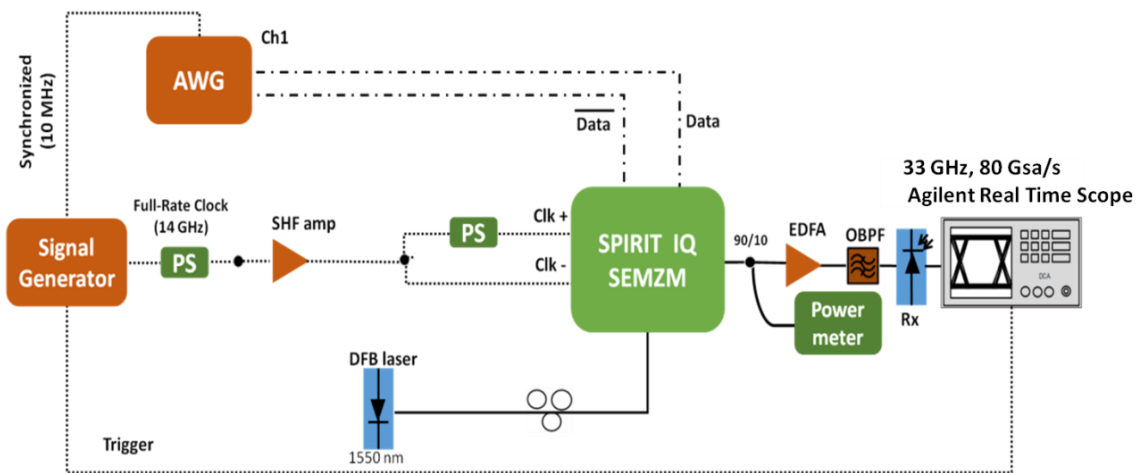 Synchronized
(10 MHz)
AWG
Ch1
Data
Data
33 GHz, 80 Gsa/s
Agilent Real Time Scope
Full-Rate Clock
(14 GHz)
SHF amp
Signal
Generator
PS
PS
Clk +
Clk -
SPIRIT IQ
SEMZM
90/10
EDFA
OBPF
DCA
Power
meter
Rx
DFB laser
1550 nm
Trigger